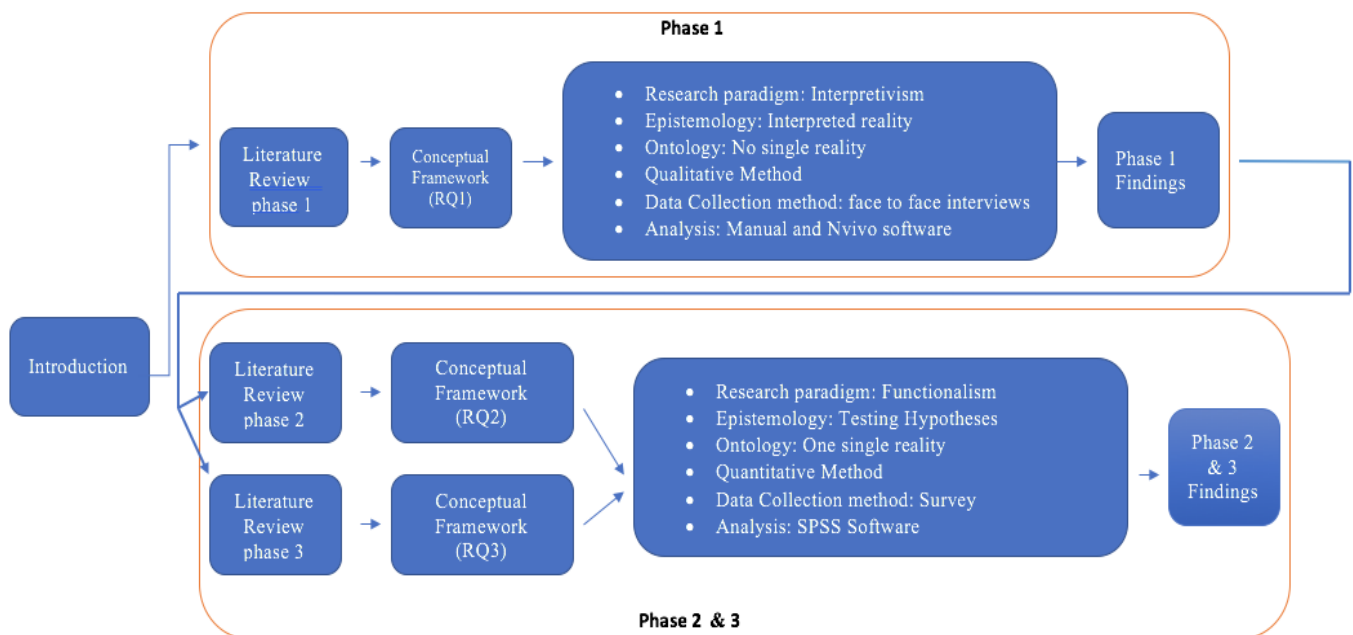 Phase 1
Literature
Review
phase 1
Conceptual
Framework
(RQ1)
• Research paradigm: Interpretivism
• Epistemology: Interpreted reality
• Ontology: No single reality
• Qualitative Method
• Data Collection method: face to face interviews
• Analysis: Manual and Nvivo software
Phase 1
Findings
Introduction
Literature
Review
phase 2
Conceptual
Framework
(RQ2)
Literature
Review
phase 3
Conceptual
Framework
(RQ3)
• Research paradigm: Functionalism
• Epistemology: Testing Hypotheses
• Ontology: One single reality
• Quantitative Method
• Data Collection method: Survey
• Analysis: SPSS Software
Phase 2
& 3
Findings
Phase 2 & 3